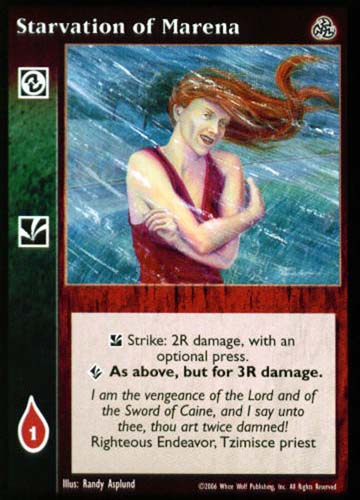 Starvation of Marena
Strike: 2R damage, with an
optional press.
As above, but for 3R damage.
I am the vengeance of the Lord and of
the Sword of Caine, and I say unto
thee, thou art twice damned!
Righteous Endeavor, Tzimisce priest
1
Illus: Randy Asplund ©2006 White Wolf Publishing, Inc. All Rights Reserved